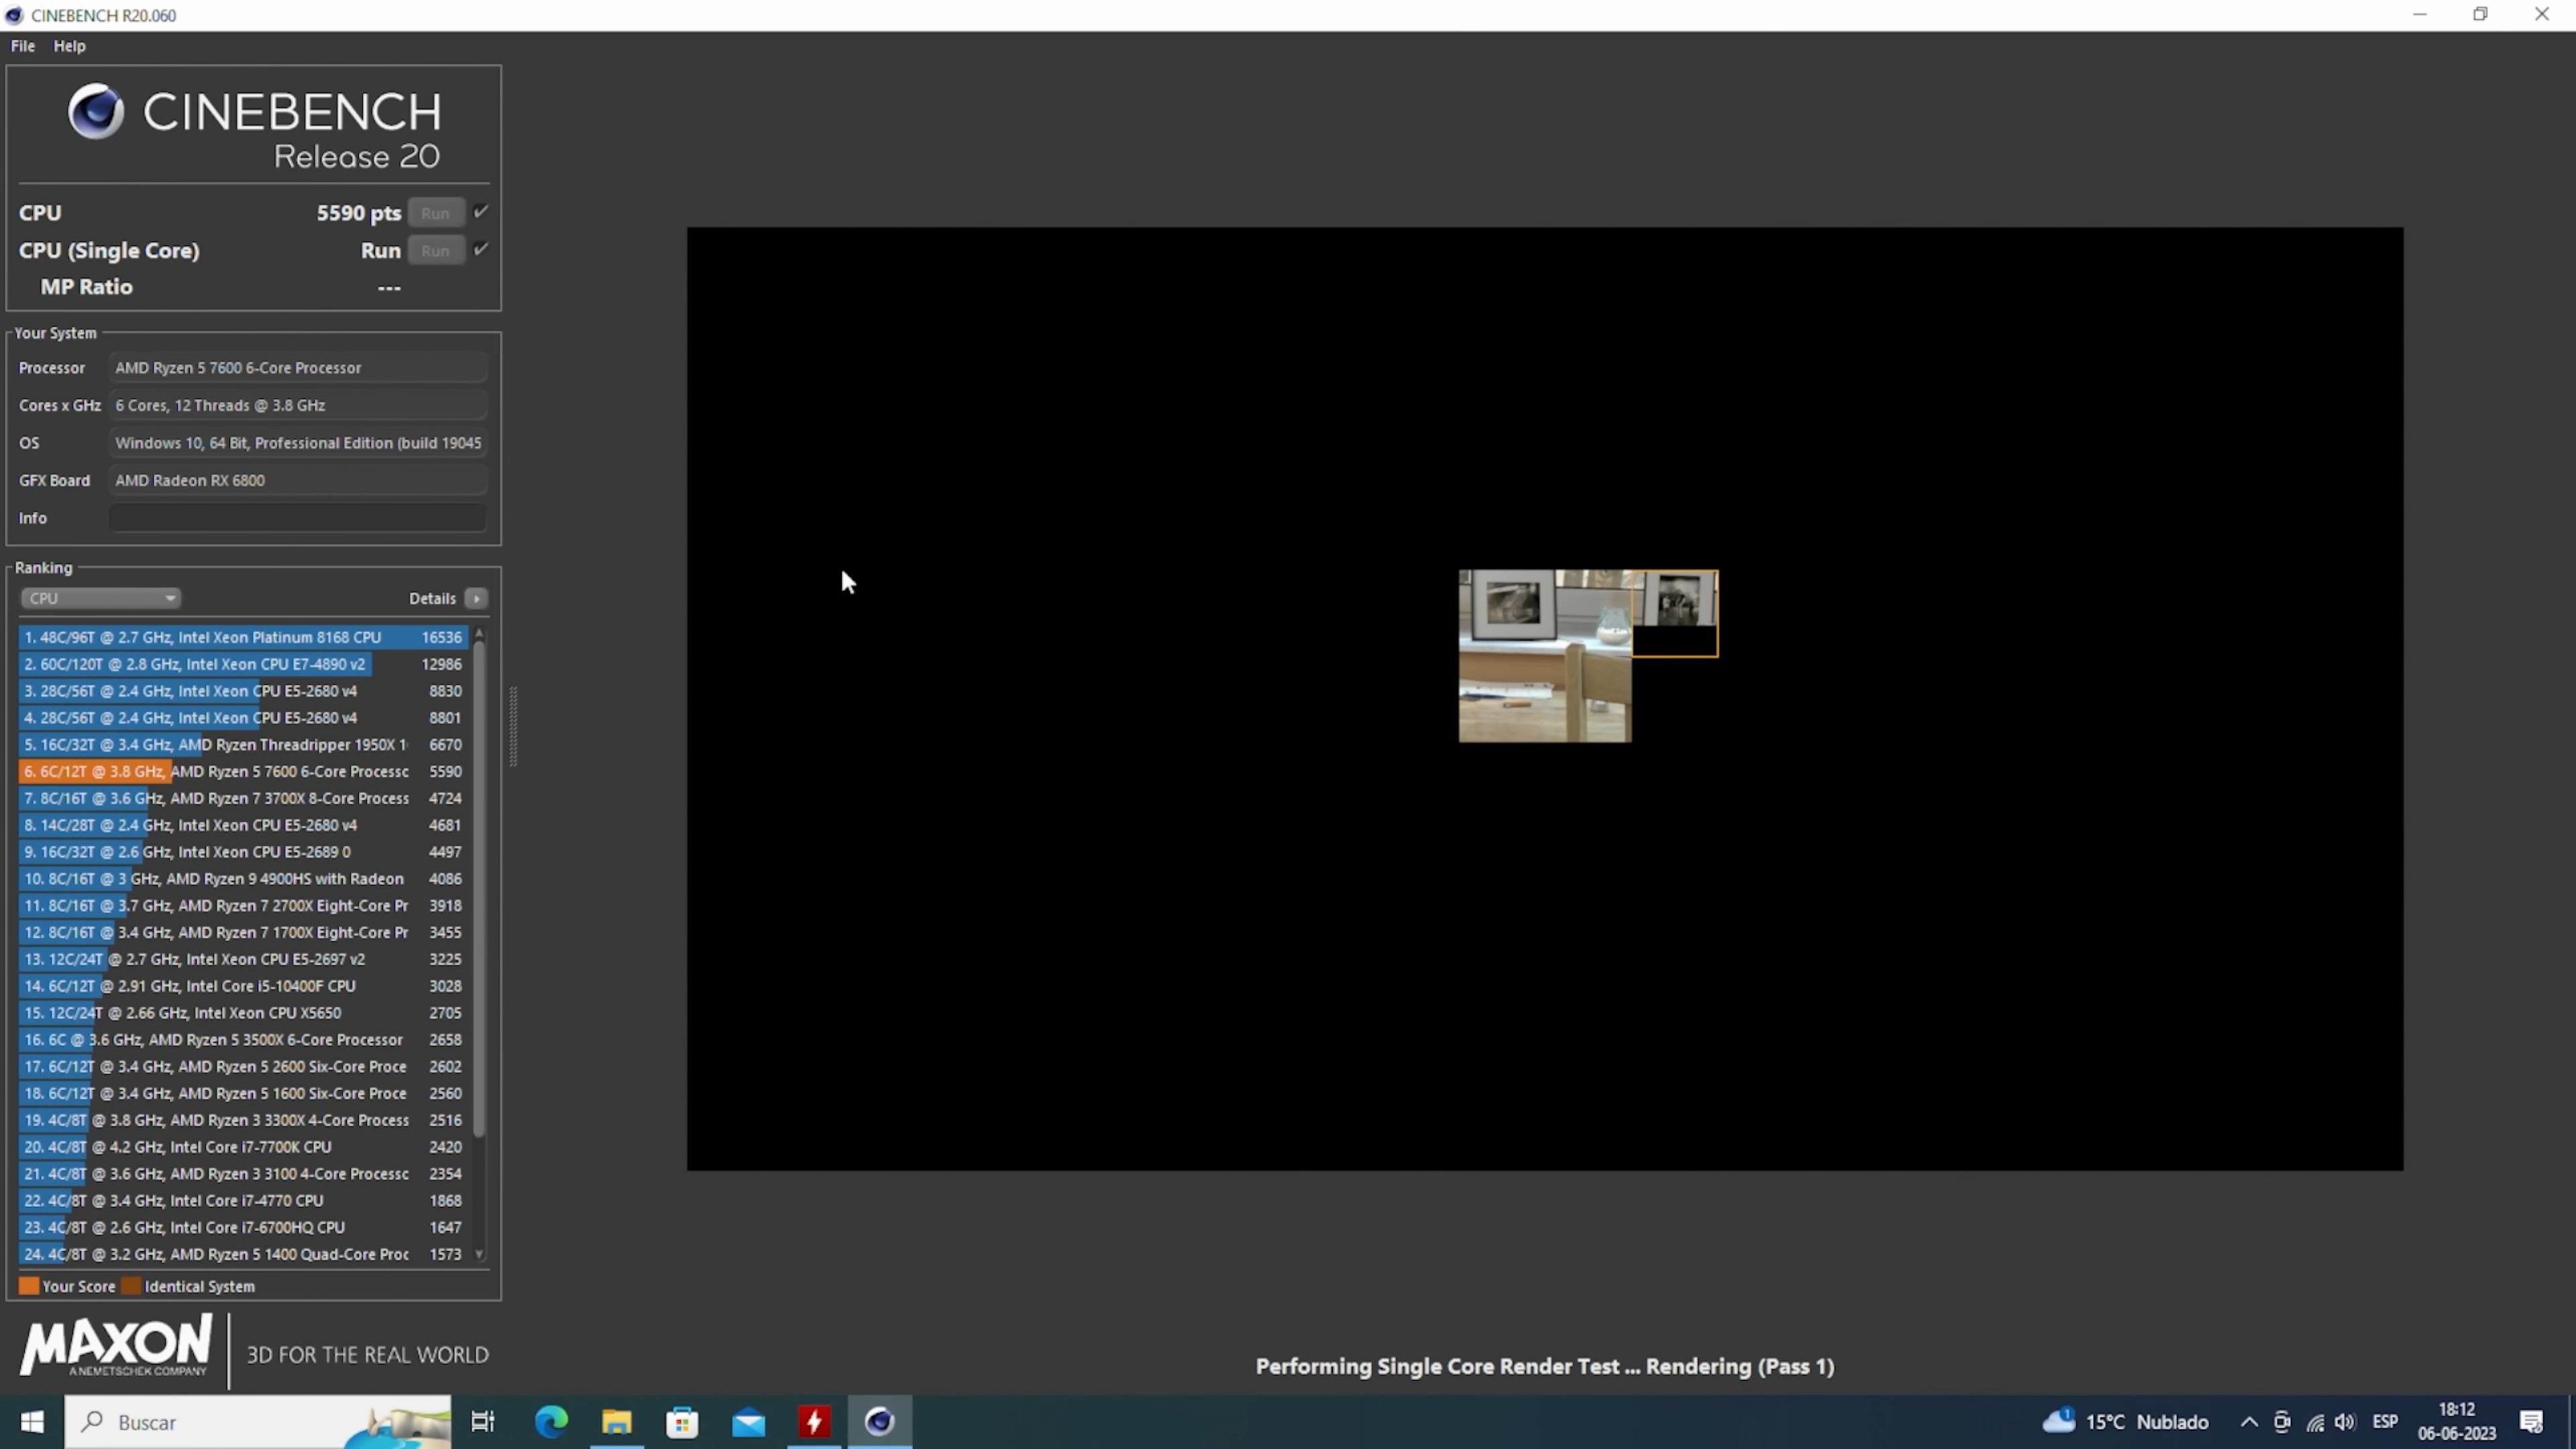 CINEBENCH R20.060
File Help
CINEBENCH
Release 20
CPU 5590 pts Run
CPU (Single Core) Run Run
MP Ratio ---
Your System
Processor AMD Ryzen 5 7600 6-Core Processor
Cores x GHz 6 Cores, 12 Threads @ 3.8 GHz
OS Windows 10, 64 Bit, Professional Edition (build 19045
GFX Board AMD Radeon RX 6800
Info
Ranking
CPU Details
1. 48C/96T @ 2.7 GHz, Intel Xeon Platinum 8168 CPU 16536
2. 60C/120T @ 2.8 GHz, Intel Xeon CPU E7-4890 v2 12986
3. 28C/56T @ 2.4 GHz, Intel Xeon CPU E5-2680 v4 8830
4. 28C/56T @ 2.4 GHz, Intel Xeon CPU E5-2680 v4 8801
5. 16C/32T @ 3.4 GHz, AMD Ryzen Threadripper 1950X 1 6670
6. 6C/12T @ 3.8 GHz, AMD Ryzen 5 7600 6-Core Processc 5590
7. 8C/16T @ 3.6 GHz, AMD Ryzen 7 3700X 8-Core Process 4724
8. 14C/28T @ 2.4 GHz, Intel Xeon CPU E5-2680 v4 4681
9. 16C/32T @ 2.6 GHz, Intel Xeon CPU E5-2689 0 4497
10. 8C/16T @ 3 GHz, AMD Ryzen 9 4900HS with Radeon 4086
11. 8C/16T @ 3.7 GHz, AMD Ryzen 7 2700X Eight-Core Pr 3918
12. 8C/16T @ 3.4 GHz, AMD Ryzen 7 1700X Eight-Core Pr 3455
13. 12C/24T @ 2.7 GHz, Intel Xeon CPU E5-2697 v2 3225
14. 6C/12T @ 2.91 GHz, Intel Core i5-10400F CPU 3028
15. 12C/24T @ 2.66 GHz, Intel Xeon CPU X5650 2705
16. 6C @ 3.6 GHz, AMD Ryzen 5 3500X 6-Core Processor 2658
17. 6C/12T @ 3.4 GHz, AMD Ryzen 5 2600 Six-Core Proce 2602
18. 6C/12T @ 3.4 GHz, AMD Ryzen 5 1600 Six-Core Proce 2560
19. 4C/8T @ 3.8 GHz, AMD Ryzen 3 3300X 4-Core Process 2516
20. 4C/8T @ 4.2 GHz, Intel Core i7-7700K CPU 2420
21. 4C/8T @ 3.6 GHz, AMD Ryzen 3 3100 4-Core Processc 2354
22. 4C/8T @ 3.4 GHz, Intel Core i7-4770 CPU 1868
23. 4C/8T @ 2.6 GHz, Intel Core i7-6700HQ CPU 1647
24. 4C/8T @ 3.2 GHz, AMD Ryzen 5 1400 Quad-Core Proc 1573
Your Score Identical System
MAXON
A NEMETSCHEK COMPANY
3D FOR THE REAL WORLD
Performing Single Core Render Test ... Rendering (Pass 1)
Buscar
1 15°C Nublado ESP 18:12
06-06-2023